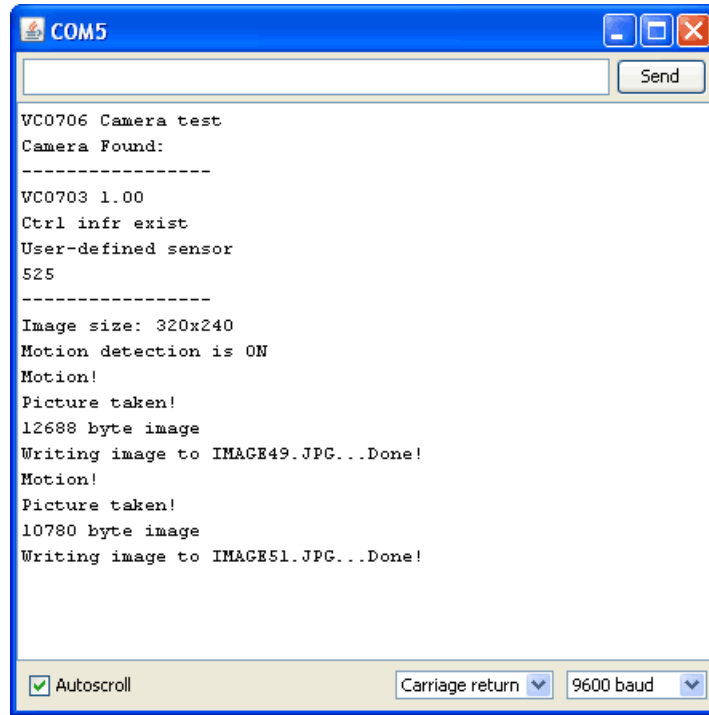 COM5
Send
VC0706 Camera test
Camera Found:
-----------------
VC0703 1.00
Ctrl infr exist
User-defined sensor
525
-----------------
Image size: 320x240
Motion detection is ON
Motion!
Picture taken!
12688 byte image
Writing image to IMAGE49.JPG...Done!
Motion!
Picture taken!
10780 byte image
Writing image to IMAGE51.JPG...Done!
Autoscroll
Carriage return
9600 baud